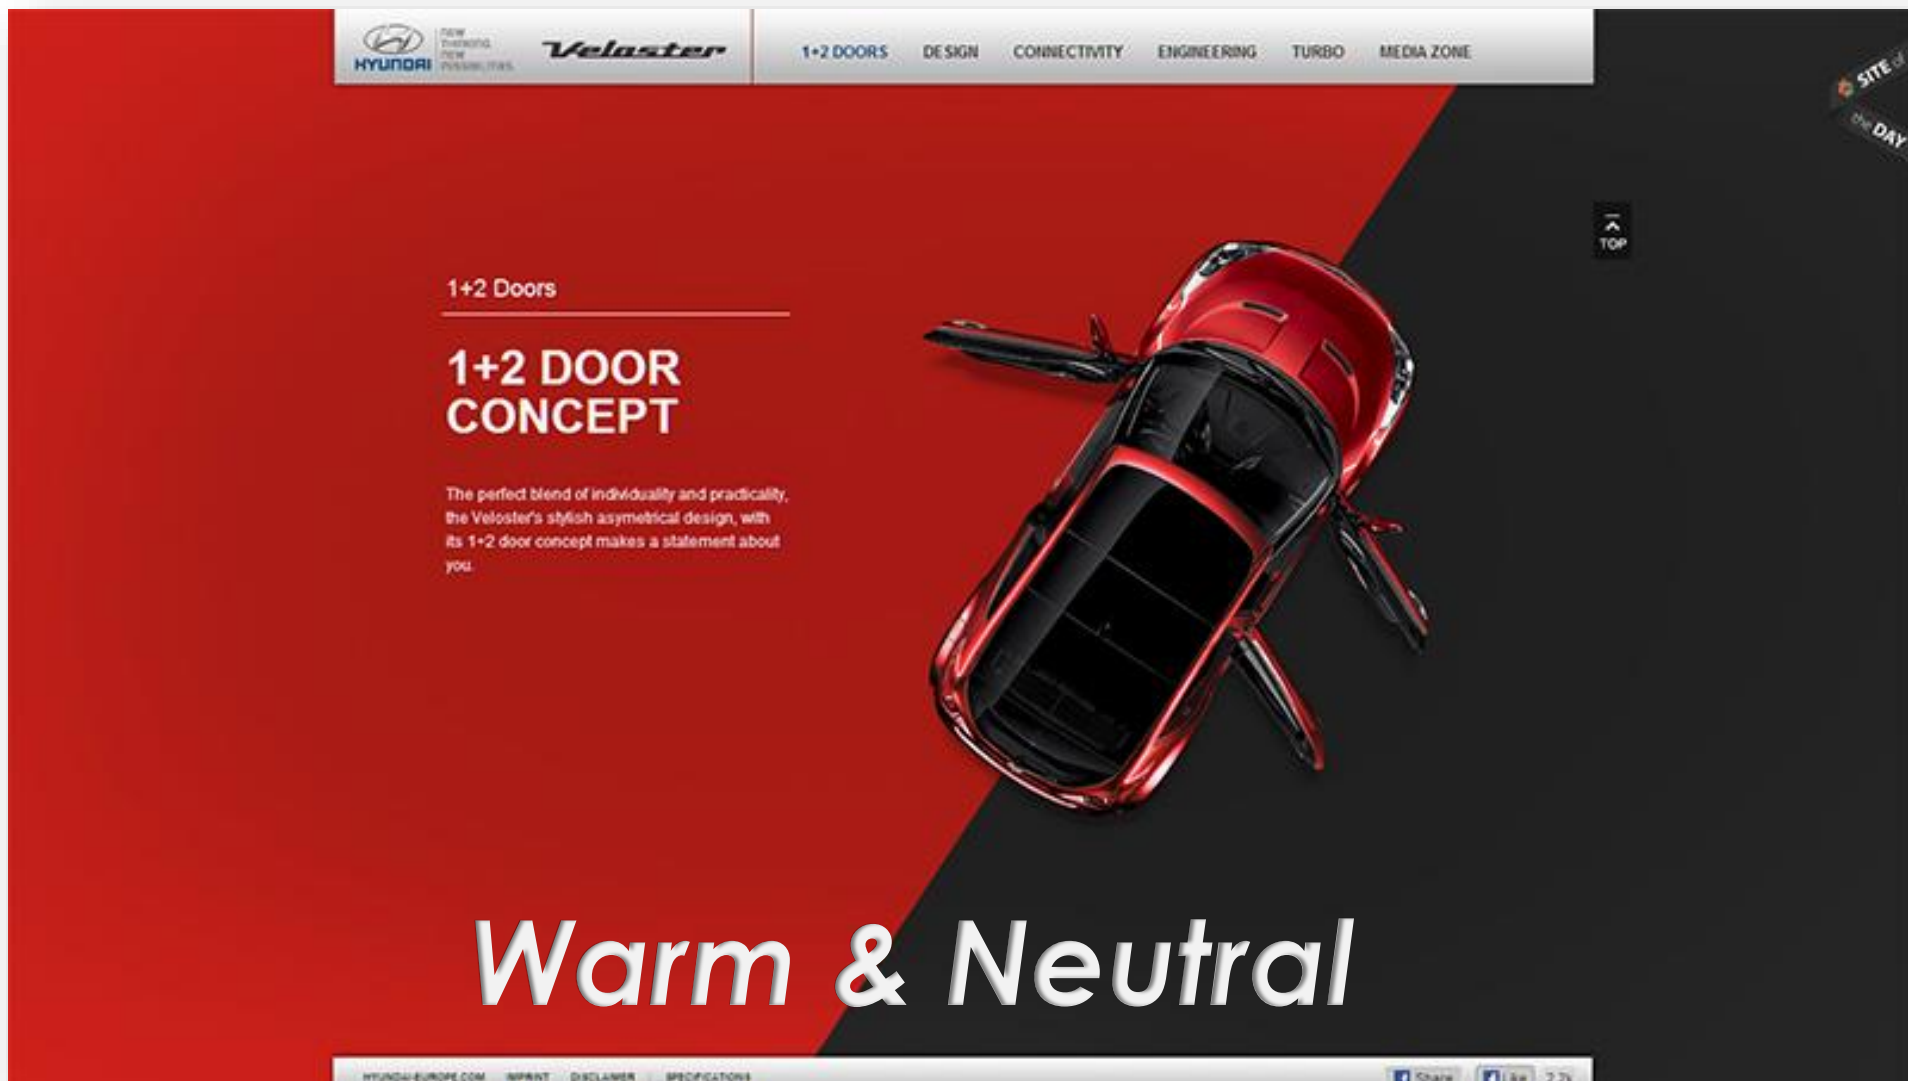 NEW
THINKING.
NEW
POSSIBILITIES.
HYUNDAI
Veloster
1+2 DOORS DESIGN CONNECTIVITY ENGINEERING TURBO MEDIA ZONE
SITE of
the DAY
TOP
1+2 Doors
1+2 DOOR
CONCEPT
The perfect blend of individuality and practicality,
the Veloster's stylish asymetrical design, with
its 1+2 door concept makes a statement about
you.
Warm & Neutral
HYUNDAI-EUROPE.COM IMPRINT DISCLAIMER SPECIFICATIONS
Share Like 2.2k